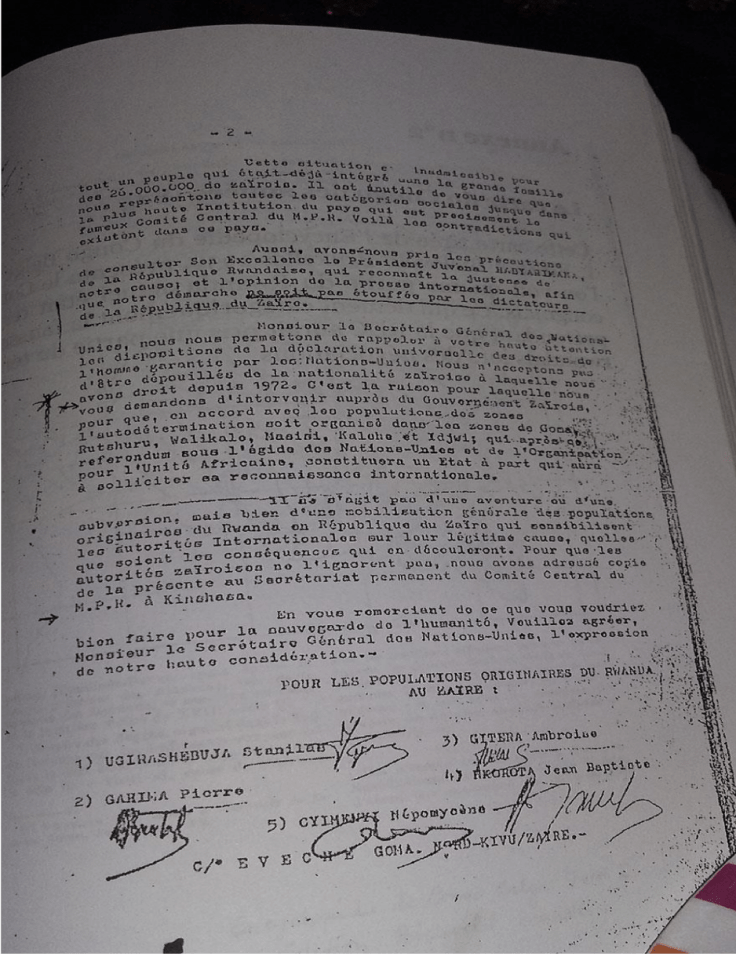 - 2 -
Cette situation e inadmissible pour
tout un peuple qui était déjà intégré dans la grande famille
des 26.000.000 de zaïrois. Il est inutile de vous dire que
nous représentons toutes les catégories sociales jusque dans
la plus haute Institution du pays qui est precisement le
fameux Comité Central du M.P.R. Voilà les contradictions qui
existent dans ce pays.
Aussi, avons-nous pris les précautions
de consulter Son Excellence le Président Juvenal HABYARIMANA,
de la République Rwandaise, qui reconnaît la justesse de
notre cause; et l'opinion de la presse internationale, afin
que notre démarche ne soit pas étouffée par les dictateurs
de la République du Zaïre.
Monsieur le Secrétaire Général des Nations-
Unies, nous nous permettons de rappeler à votre haute attention
les dispositions de la déclaration universelle des droits de
l'homme garantie par les Nations-Unies. Nous n'acceptons pas
d'être dépouillés de la nationalité zaïroise à laquelle nous
avons droit depuis 1972. C'est la raison pour laquelle nous
vous demandons d'intervenir auprès du Gouvernement Zaïrois,
pour que, en accord avec les populations des zones
l'autodétermination soit organisé dans les zones de Goma,
Rutshuru, Walikale, Masisi, Kalehe et Idjwi; qui après ce
referendum sous l'égide des Nations-Unies et de l'Organisation
pour l'Unité Africaine, constituera un Etat à part qui aura
à solliciter sa reconnaissance internationale.
Il ne s'agit pas d'une aventure ou d'une
subversion, mais bien d'une mobilisation générale des populations
originaires du Rwanda en République du Zaïre qui sensibilisent
les autorités Internationales sur leur légitime cause, quelles
que soient les conséquences qui en découleront. Pour que les
autorités zaïroises ne l'ignorent pas, nous avons adressé copie
de la présente au Secrétariat permanent du Comité Central du
M.P.R. à Kinshasa.
En vous remerciant de ce que vous voudriez
bien faire pour la sauvegarde de l'humanité, Veuillez agréer,
Monsieur le Secrétaire Général des Nations-Unies, l'expression
de notre haute considération.-
POUR LES POPULATIONS ORIGINAIRES DU RWANDA
AU ZAIRE :
1) UGIRASHÉBUJA Stanilas
3) GITERA Ambroise
2) Pierre
4) NKOROTA Jean Baptiste
5) Népomycène
C/° E V E C H E GOMA. NORD-KIVU/ZAIRE.-